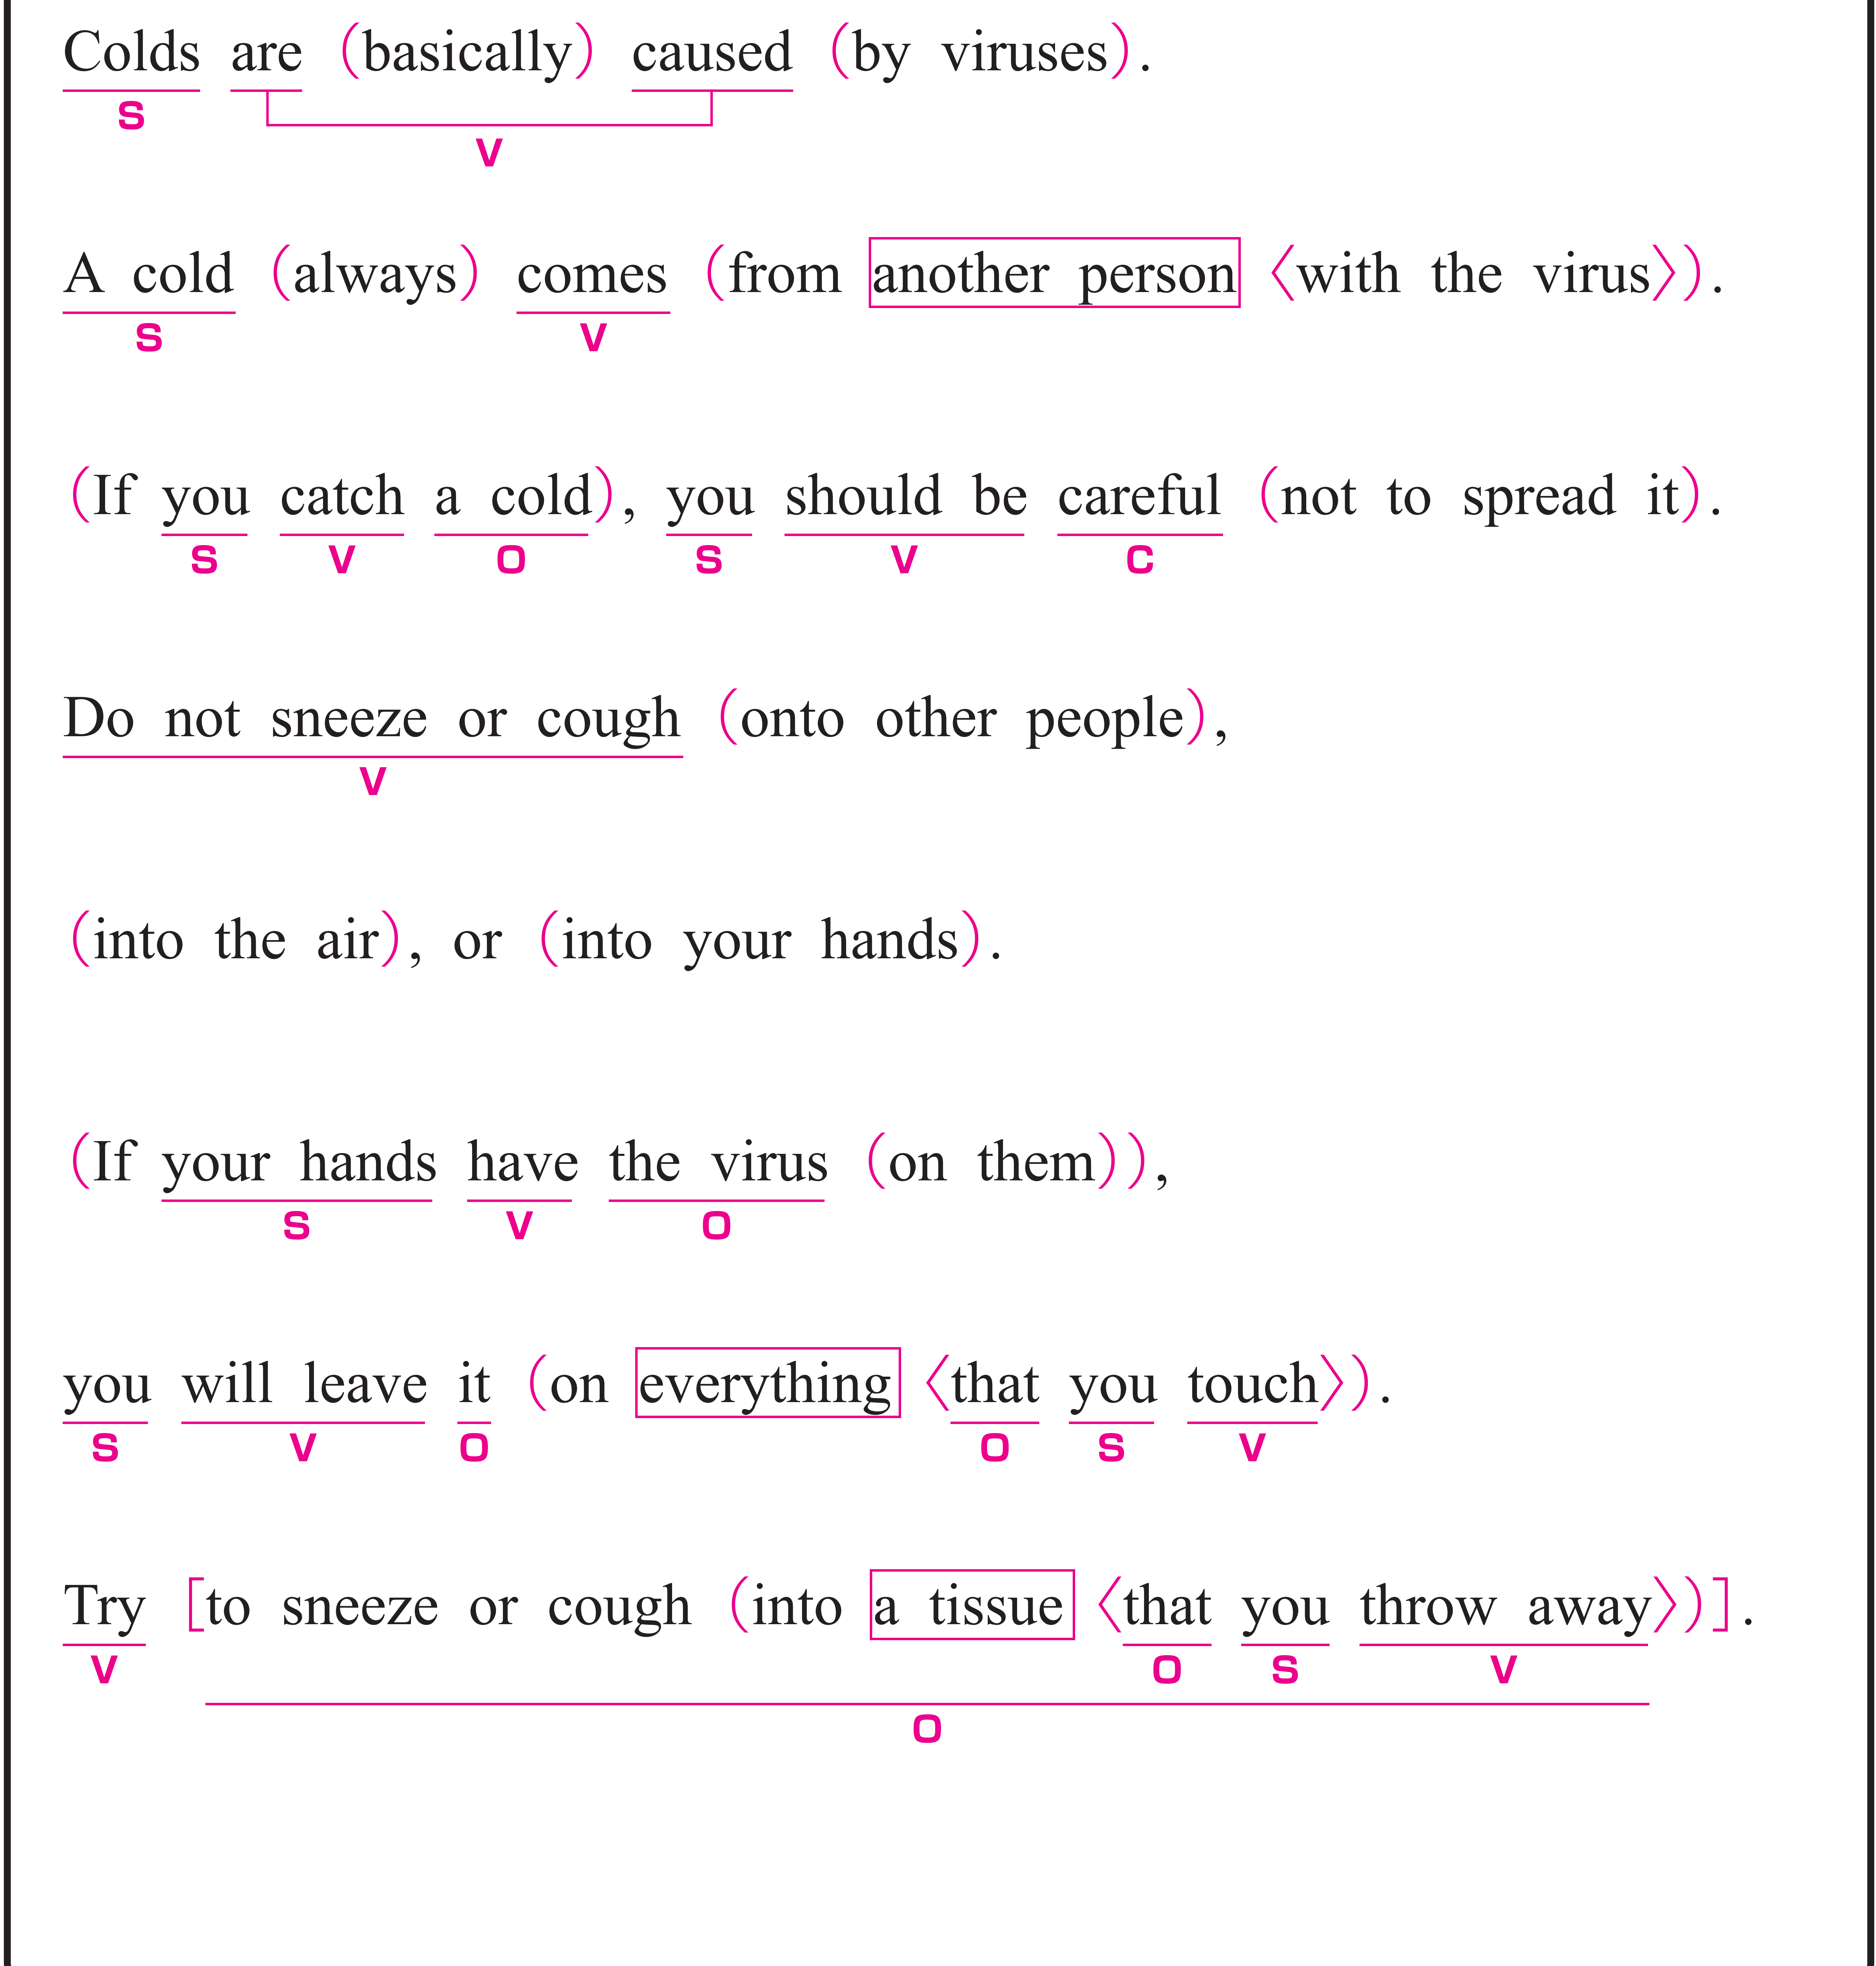 Colds are (basically) caused (by viruses).
S
V
A cold (always) comes (from another person 〈with the virus〉).
S V
(If you catch a cold), you should be careful (not to spread it).
S V O S V C
Do not sneeze or cough (onto other people),
V
(into the air), or (into your hands).
(If your hands have the virus (on them)),
S V O
you will leave it (on everything 〈that you touch〉).
S V O O S V
Try [to sneeze or cough (into a tissue 〈that you throw away〉)].
V O S V
O